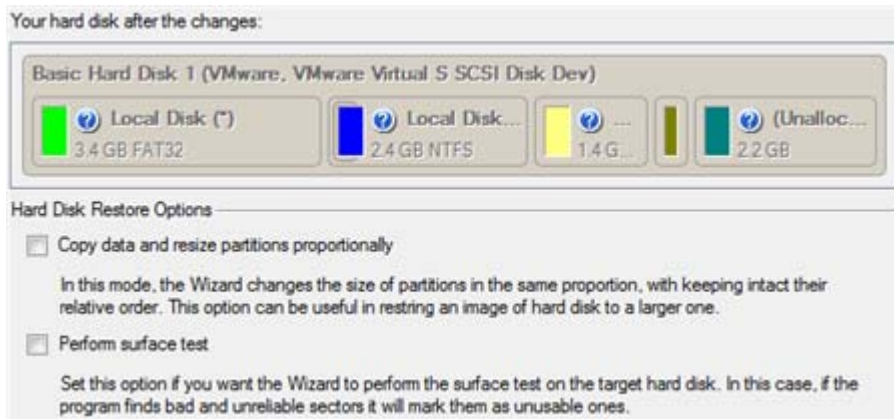 Your hard disk after the changes:
Basic Hard Disk 1 (VMware, VMware Virtual S SCSI Disk Dev)
Local Disk (*) Local Disk... ... (Unalloc...
3.4 GB FAT32 2.4 GB NTFS 1.4 G... 2.2 GB
Hard Disk Restore Options
Copy data and resize partitions proportionally
In this mode, the Wizard changes the size of partitions in the same proportion, with keeping intact their
relative order. This option can be useful in restring an image of hard disk to a larger one.
Perform surface test
Set this option if you want the Wizard to perform the surface test on the target hard disk. In this case, if the
program finds bad and unreliable sectors it will mark them as unusable ones.